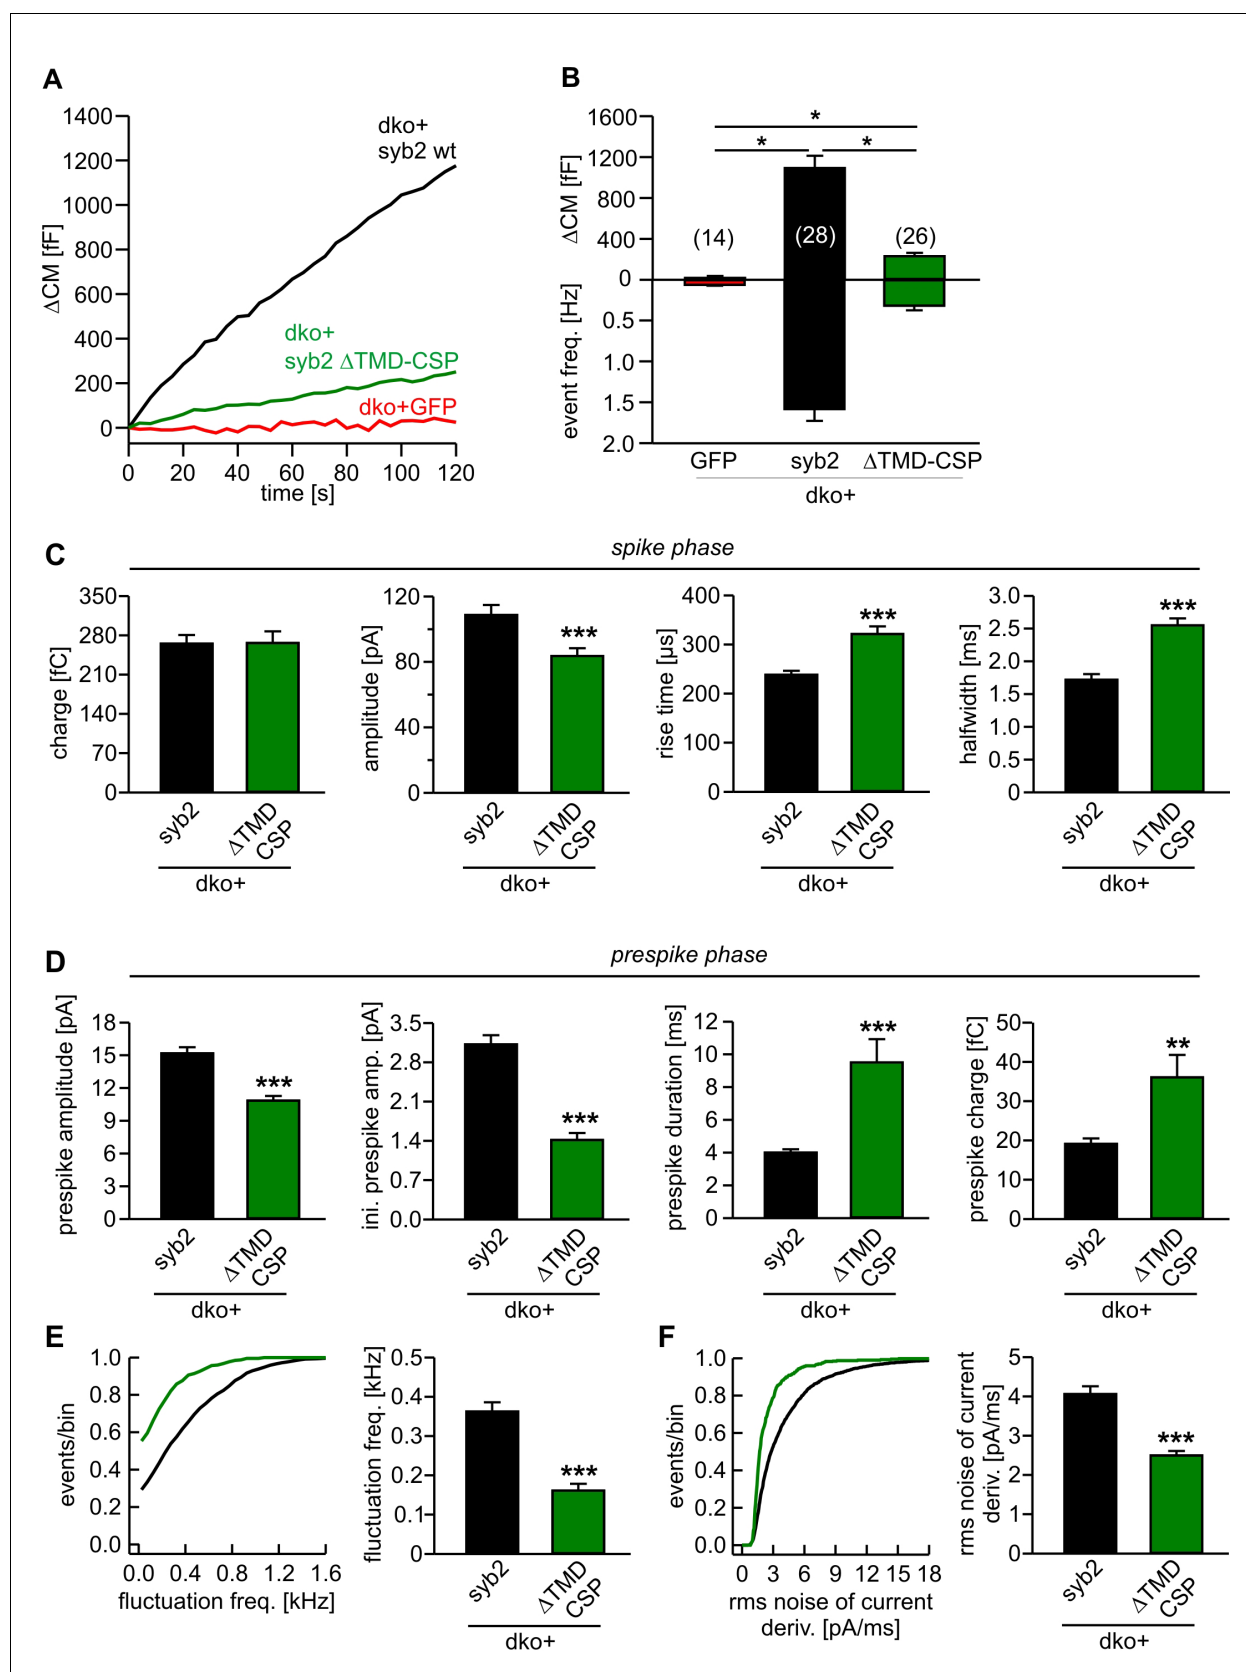 A
1400
1200
1000
800
600
400
200
0
ΔCM [fF]
dko+
syb2 wt
dko+
syb2 ΔTMD-CSP
dko+GFP
0 20 40 60 80 100 120
time [s]
B
1600
1200
800
400
0
0.5
1.0
1.5
2.0
ΔCM [fF]
event freq. [Hz]
*
* *
(14) (28) (26)
GFP syb2 ΔTMD-CSP
dko+
C
spike phase
350
280
210
140
70
0
charge [fC]
syb2
ΔTMD
CSP
dko+
120
80
40
0
amplitude [pA]
***
syb2
ΔTMD
CSP
dko+
400
300
200
100
0
rise time [µs]
***
syb2
ΔTMD
CSP
dko+
3.0
2.5
2.0
1.5
1.0
0.5
0
halfwidth [ms]
***
syb2
ΔTMD
CSP
dko+
D
prespike phase
18
15
12
9
6
3
0
prespike amplitude [pA]
***
syb2
ΔTMD
CSP
dko+
3.5
2.8
2.1
1.4
0.7
0.0
ini. prespike amp. [pA]
***
syb2
ΔTMD
CSP
dko+
12
10
8
6
4
2
0
prespike duration [ms]
***
syb2
ΔTMD
CSP
dko+
50
40
30
20
10
0
prespike charge [fC]
**
syb2
ΔTMD
CSP
dko+
E
1.0
0.8
0.6
0.4
0.2
0.0
events/bin
0.0 0.4 0.8 1.2 1.6
fluctuation freq. [kHz]
0.5
0.4
0.3
0.2
0.1
0
fluctuation freq. [kHz]
***
syb2
ΔTMD
CSP
dko+
F
1.0
0.8
0.6
0.4
0.2
0.0
events/bin
0 3 6 9 12 15 18
rms noise of current
deriv. [pA/ms]
5
4
3
2
1
0
rms noise of current
deriv. [pA/ms]
***
syb2
ΔTMD
CSP
dko+